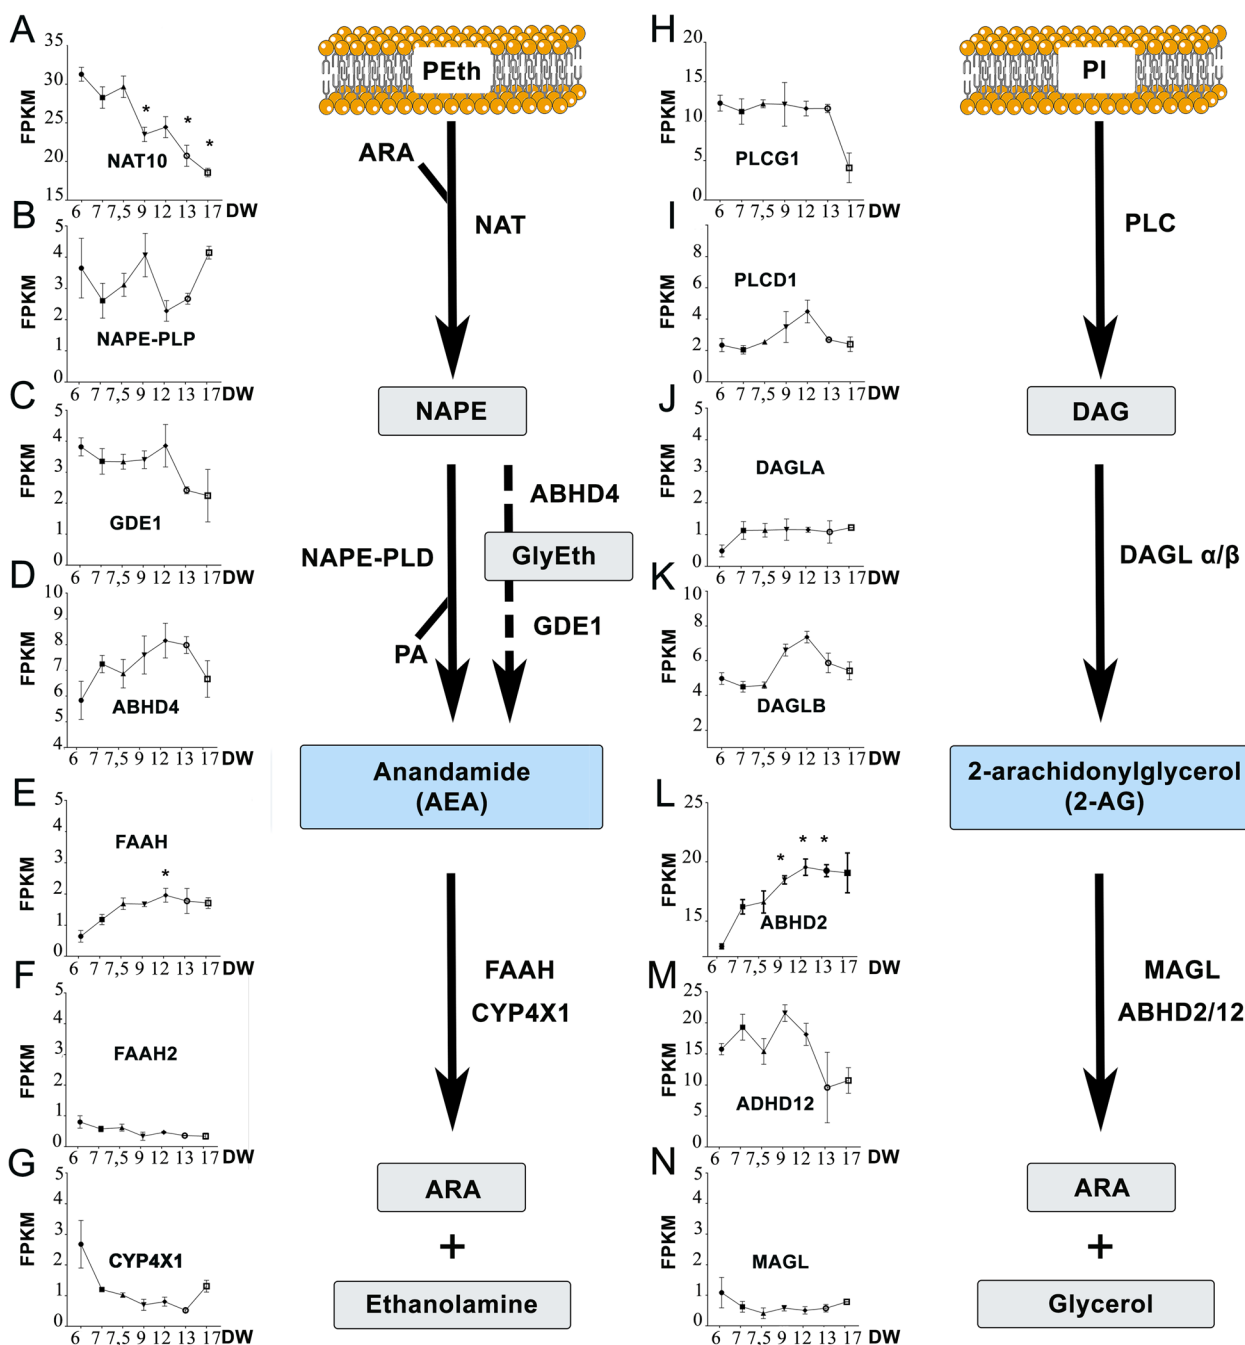 A
35
30
25
20
15
FPKM
* * *
NAT10
6 7 7,5 9 12 13 17 DW
B
5
4
3
2
1
0
FPKM
NAPE-PLP
6 7 7,5 9 12 13 17 DW
C
5
4
3
2
1
0
FPKM
GDE1
6 7 7,5 9 12 13 17 DW
D
10
9
8
7
6
5
4
FPKM
ABHD4
6 7 7,5 9 12 13 17 DW
E
5
4
3
2
1
0
FPKM
FAAH
*
6 7 7,5 9 12 13 17 DW
F
5
4
3
2
1
0
FPKM
FAAH2
6 7 7,5 9 12 13 17 DW
G
5
4
3
2
1
0
FPKM
CYP4X1
6 7 7,5 9 12 13 17 DW
PEth
ARA
NAT
NAPE
ABHD4
NAPE-PLD
GlyEth
GDE1
PA
Anandamide
(AEA)
FAAH
CYP4X1
ARA
+
Ethanolamine
H
20
15
10
5
0
FPKM
PLCG1
6 7 7,5 9 12 13 17 DW
I
10
8
6
4
2
0
FPKM
PLCD1
6 7 7,5 9 12 13 17 DW
J
5
4
3
2
1
0
FPKM
DAGLA
6 7 7,5 9 12 13 17 DW
K
10
8
6
4
2
FPKM
DAGLB
6 7 7,5 9 12 13 17 DW
L
25
20
15
FPKM
* * *
ABHD2
6 7 7,5 9 12 13 17 DW
M
25
20
15
10
5
0
FPKM
ADHD12
6 7 7,5 9 12 13 17 DW
N
5
4
3
2
1
0
FPKM
MAGL
6 7 7,5 9 12 13 17 DW
PI
PLC
DAG
DAGL α/β
2-arachidonylglycerol
(2-AG)
MAGL
ABHD2/12
ARA
+
Glycerol